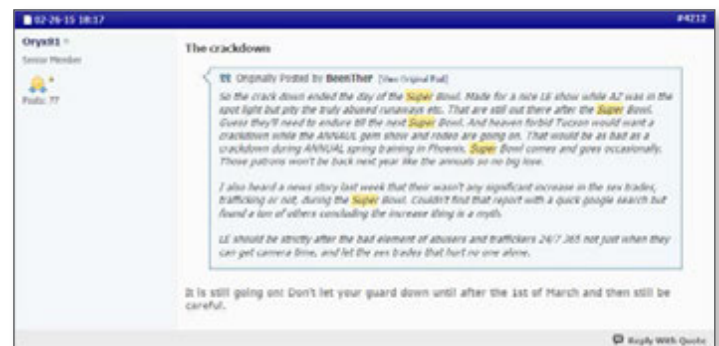 02-26-15 18:17 #4212
Oryx81
Senior Member
Posts: 77
The crackdown
Originally Posted by BeenTher [View Original Post]
So the crack down ended the day of the Super Bowl. Made for a nice LE show while AZ was in the
spot light but pity the truly abused runaways etc. That are still out there after the Super Bowl.
Guess they'll need to endure till the next Super Bowl. And heaven forbid Tucson would want a
crackdown while the ANNAUL gem show and rodeo are going on. That would be as bad as a
crackdown during ANNUAL spring training in Phoenix. Super Bowl comes and goes occasionally.
Those patrons won't be back next year like the annuals so no big love.
I also heard a news story last week that their wasn't any significant increase in the sex trades,
trafficking or not, during the Super Bowl. Couldn't find that report with a quick google search but
found a ton of others concluding the increase thing is a myth.
LE should be strictly after the bad element of abusers and traffickers 24/7 365 not just when they
can get camera time, and let the sex trades that hurt no one alone.
It is still going on! Don't let your guard down until after the 1st of March and then still be
careful.
Reply With Quote